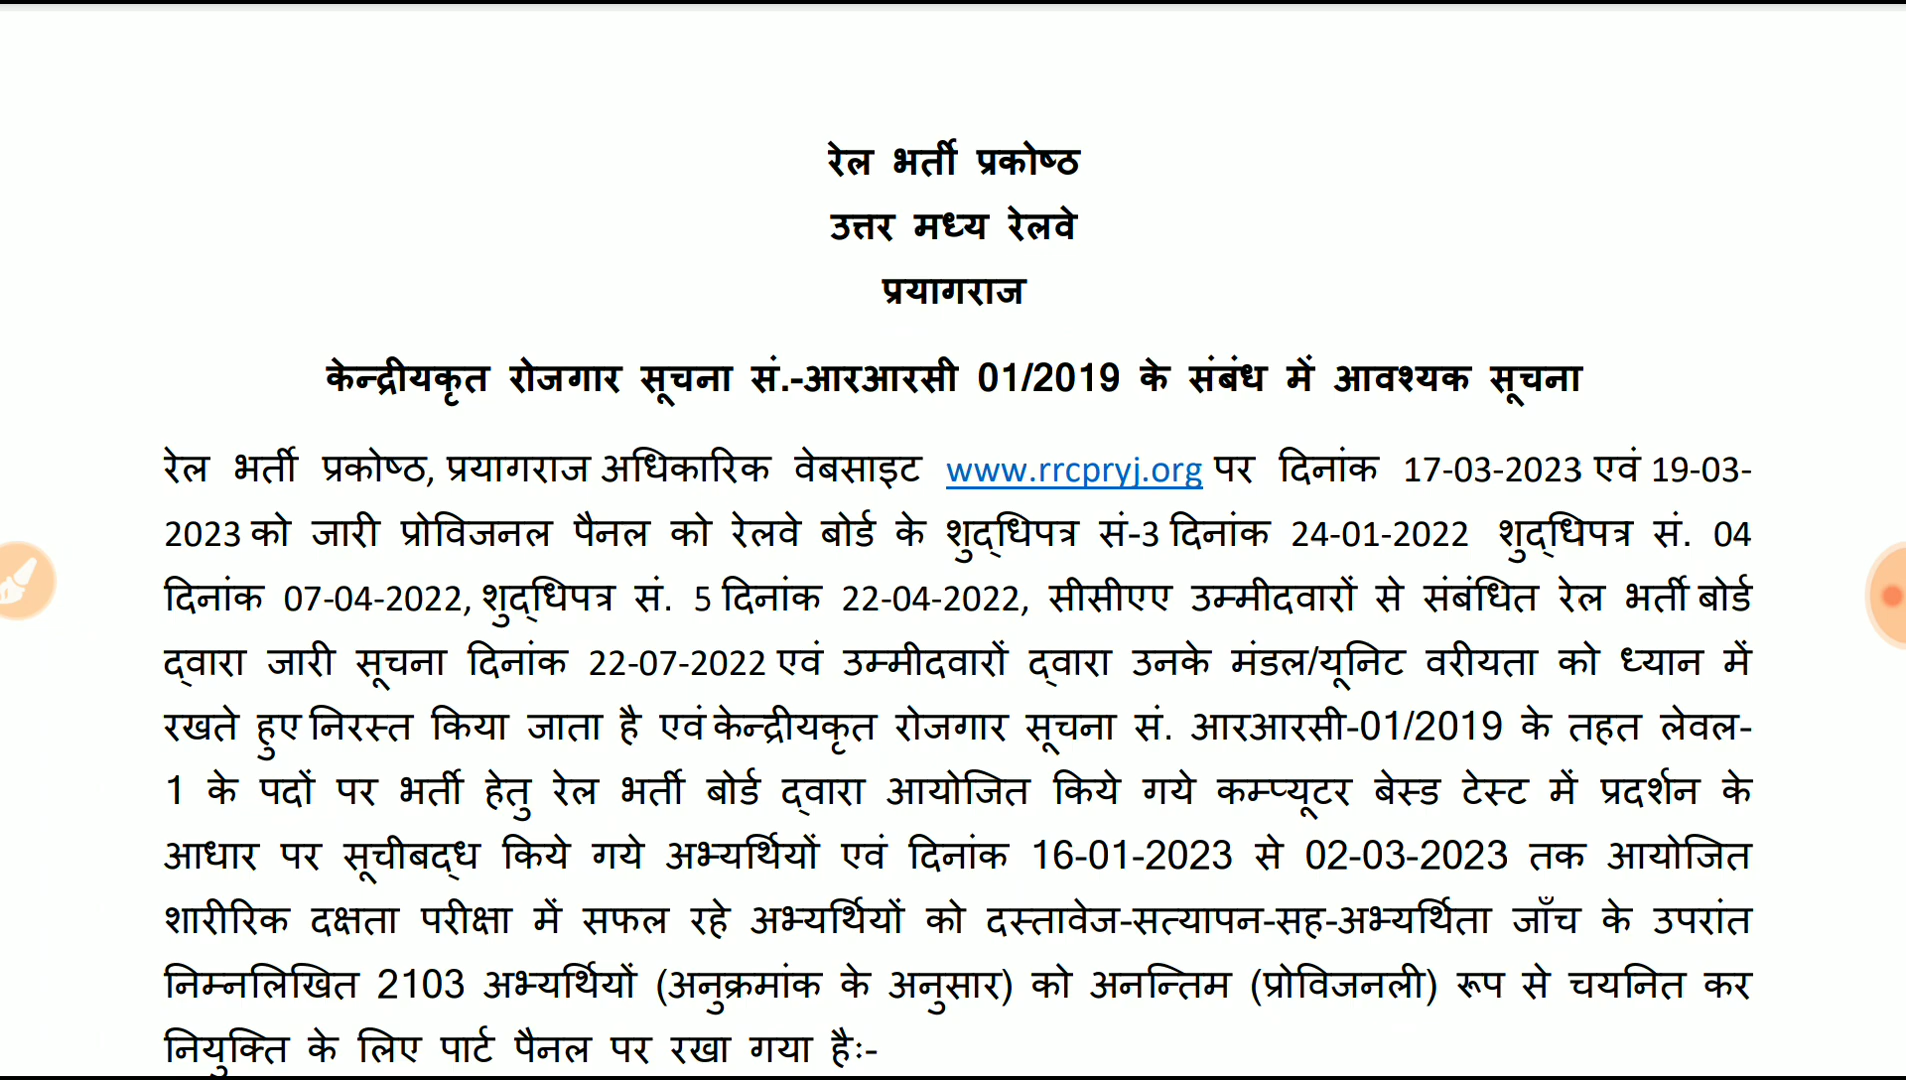 रेल भर्ती प्रकोष्ठ
उत्तर मध्य रेलवे
प्रयागराज
केन्द्रीयकृत रोजगार सूचना सं.-आरआरसी 01/2019 के संबंध में आवश्यक सूचना
रेल भर्ती प्रकोष्ठ, प्रयागराज अधिकारिक वेबसाइट www.rrcpryj.org पर दिनांक 17-03-2023 एवं 19-03-
2023 को जारी प्रोविजनल पैनल को रेलवे बोर्ड के शुद्धिपत्र सं-3 दिनांक 24-01-2022 शुद्धिपत्र सं. 04
दिनांक 07-04-2022, शुद्धिपत्र सं. 5 दिनांक 22-04-2022, सीसीएए उम्मीदवारों से संबंधित रेल भर्ती बोर्ड
द्वारा जारी सूचना दिनांक 22-07-2022 एवं उम्मीदवारों द्वारा उनके मंडल/यूनिट वरीयता को ध्यान में
रखते हुए निरस्त किया जाता है एवं केन्द्रीयकृत रोजगार सूचना सं. आरआरसी-01/2019 के तहत लेवल-
1 के पदों पर भर्ती हेतु रेल भर्ती बोर्ड द्वारा आयोजित किये गये कम्प्यूटर बेस्ड टेस्ट में प्रदर्शन के
आधार पर सूचीबद्ध किये गये अभ्यर्थियों एवं दिनांक 16-01-2023 से 02-03-2023 तक आयोजित
शारीरिक दक्षता परीक्षा में सफल रहे अभ्यर्थियों को दस्तावेज-सत्यापन-सह-अभ्यर्थिता जाँच के उपरांत
निम्नलिखित 2103 अभ्यर्थियों (अनुक्रमांक के अनुसार) को अनन्तिम (प्रोविजनली) रूप से चयनित कर
नियुक्ति के लिए पार्ट पैनल पर रखा गया हैः-